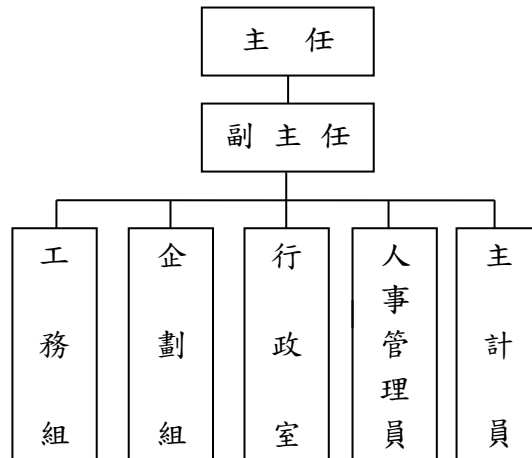 主任
副主任
工務組
企劃組
行政室
人事管理員
主計員